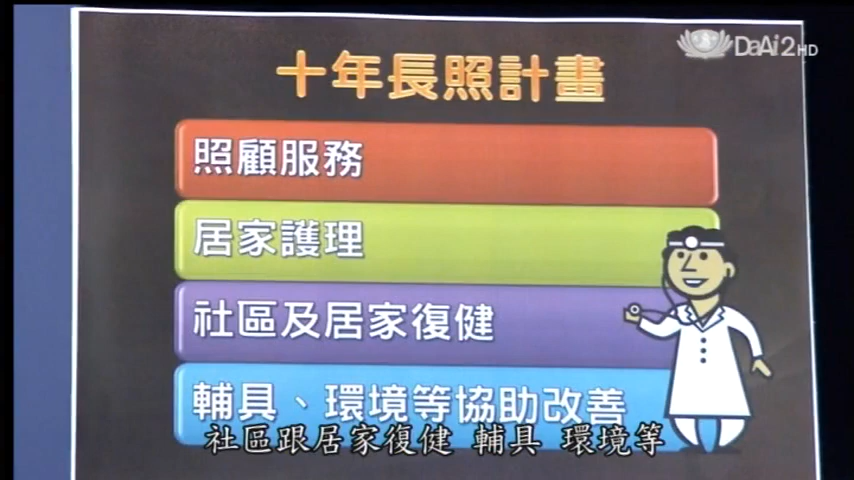 DaAi2HD
十年長照計畫
照顧服務
居家護理
社區及居家復健
輔具、環境等協助改善
社區跟居家復健 輔具 環境等